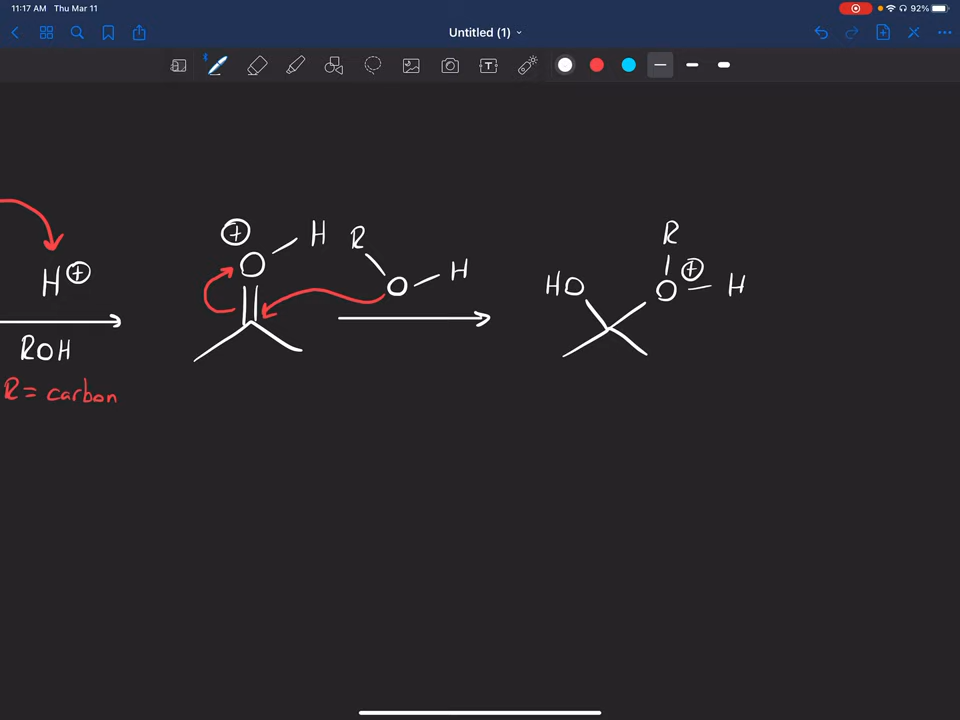 11:17 AM Thu Mar 11
92%
Untitled (1)
H⊕
ROH
R = carbon
⊕
O H
R
O H
HO
R
O ⊕ H